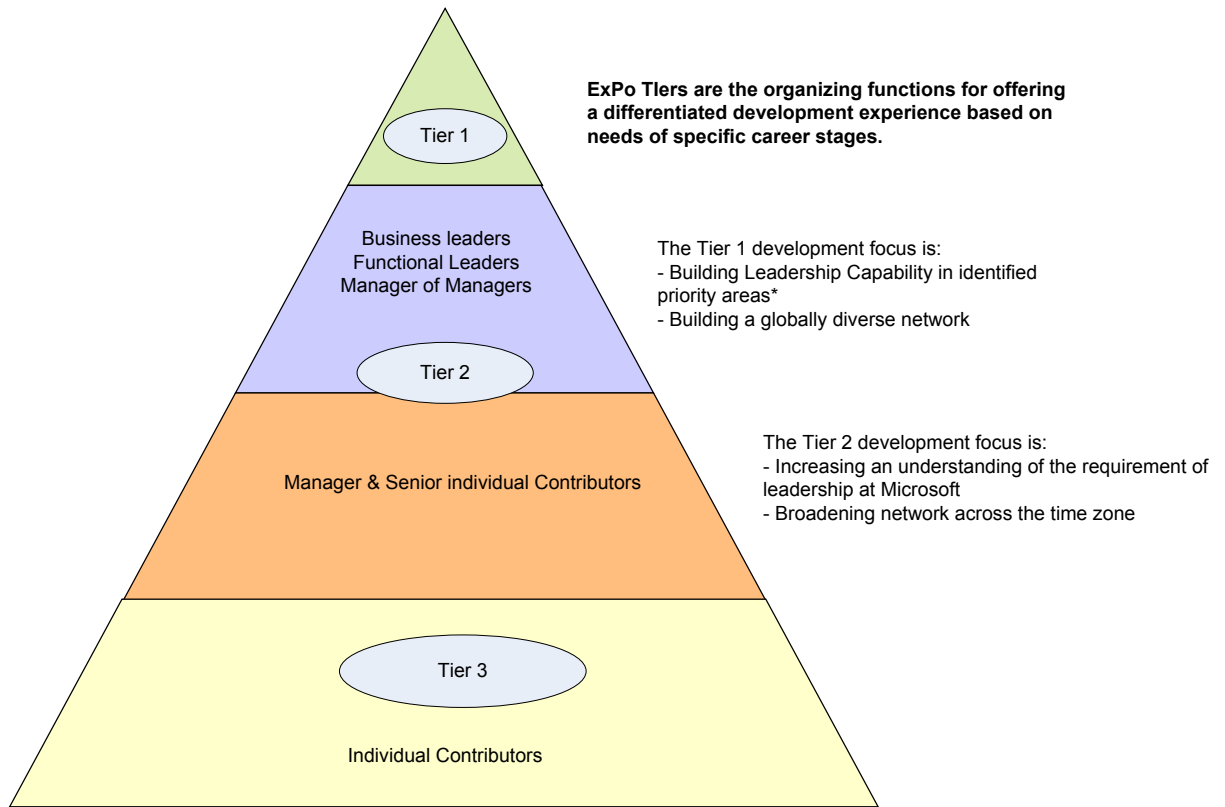 ExPo TIers are the organizing functions for offering
a differentiated development experience based on
needs of specific career stages.
Tier 1
Business leaders
Functional Leaders
Manager of Managers
The Tier 1 development focus is:
- Building Leadership Capability in identified
priority areas*
- Building a globally diverse network
Tier 2
Manager & Senior individual Contributors
The Tier 2 development focus is:
- Increasing an understanding of the requirement of
leadership at Microsoft
- Broadening network across the time zone
Tier 3
Individual Contributors